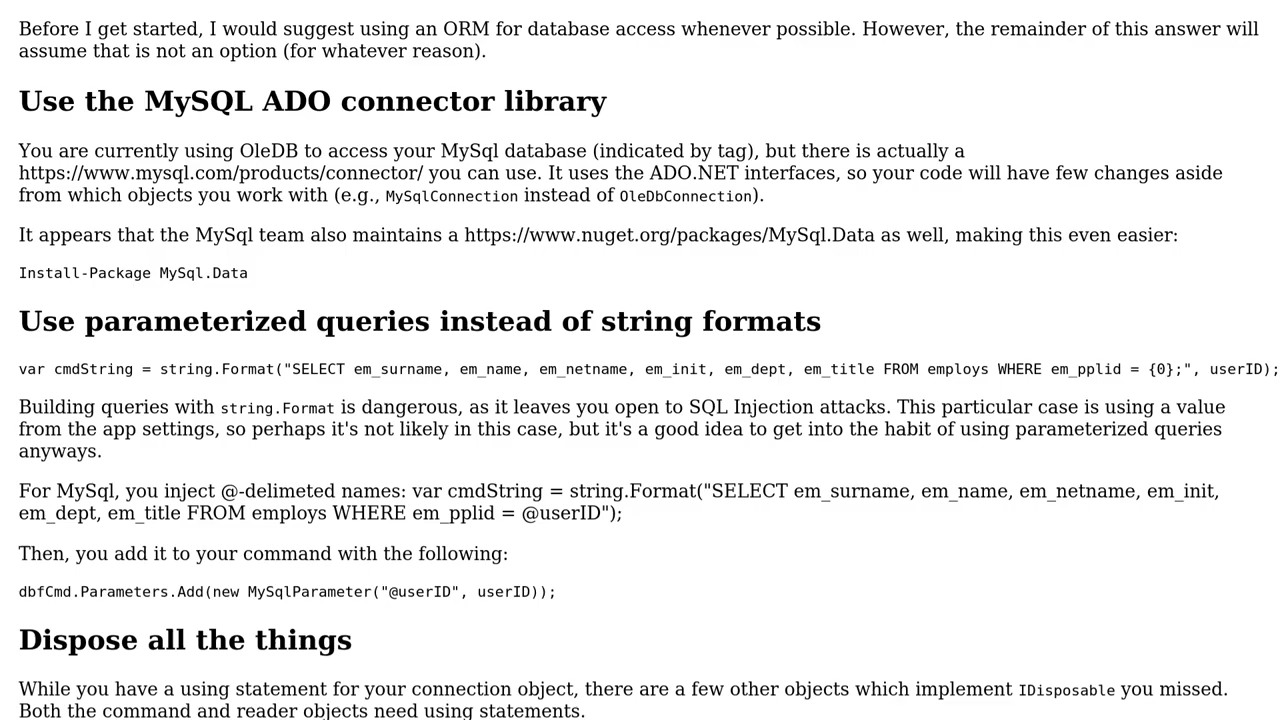 Before I get started, I would suggest using an ORM for database access whenever possible. However, the remainder of this answer will
assume that is not an option (for whatever reason).
Use the MySQL ADO connector library
You are currently using OleDB to access your MySql database (indicated by tag), but there is actually a
https://www.mysql.com/products/connector/ you can use. It uses the ADO.NET interfaces, so your code will have few changes aside
from which objects you work with (e.g., MySqlConnection instead of OleDbConnection).
It appears that the MySql team also maintains a https://www.nuget.org/packages/MySql.Data as well, making this even easier:
Install-Package MySql.Data
Use parameterized queries instead of string formats
var cmdString = string.Format("SELECT em_surname, em_name, em_netname, em_init, em_dept, em_title FROM employs WHERE em_pplid = {0};", userID);
Building queries with string.Format is dangerous, as it leaves you open to SQL Injection attacks. This particular case is using a value
from the app settings, so perhaps it's not likely in this case, but it's a good idea to get into the habit of using parameterized queries
anyways.
For MySql, you inject @-delimeted names: var cmdString = string.Format("SELECT em_surname, em_name, em_netname, em_init,
em_dept, em_title FROM employs WHERE em_pplid = @userID");
Then, you add it to your command with the following:
dbfCmd.Parameters.Add(new MySqlParameter("@userID", userID));
Dispose all the things
While you have a using statement for your connection object, there are a few other objects which implement IDisposable you missed.
Both the command and reader objects need using statements.